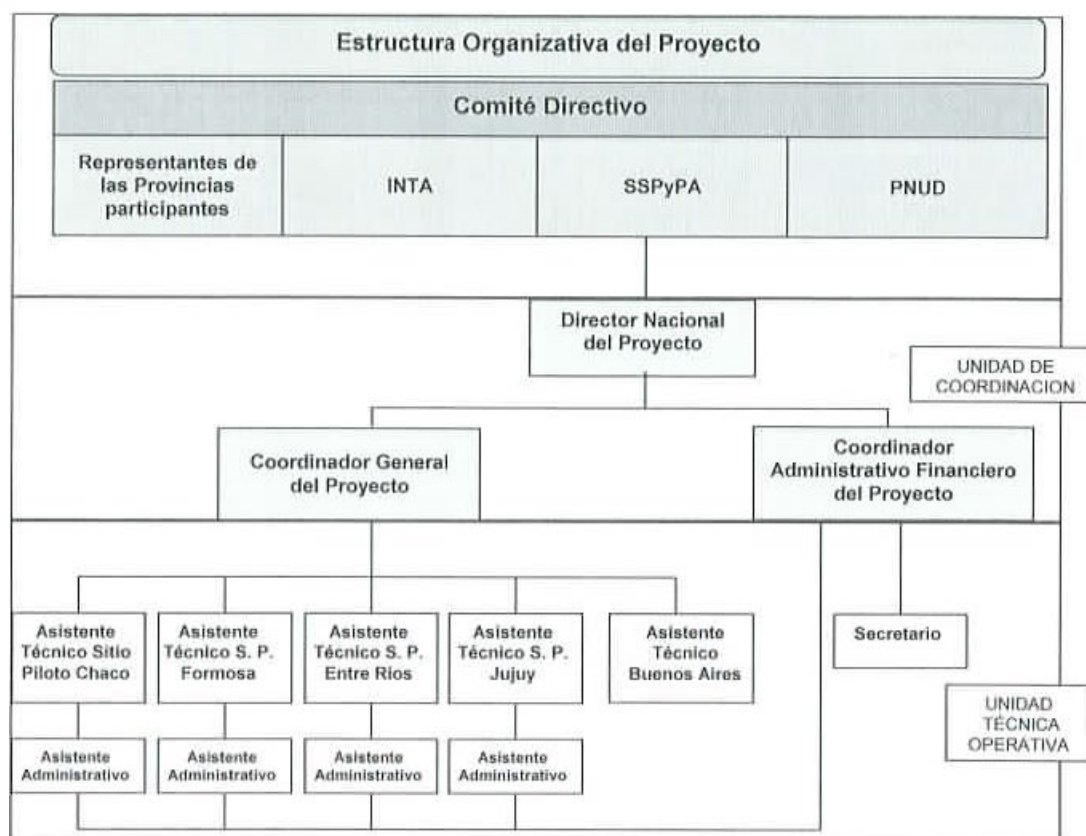 Estructura Organizativa del Proyecto
Comité Directivo
Representantes de
las Provincias
participantes
INTA
SSPyPA
PNUD
Director Nacional
del Proyecto
UNIDAD DE
COORDINACION
Coordinador General
del Proyecto
Coordinador
Administrativo Financiero
del Proyecto
Asistente
Técnico Sitio
Piloto Chaco
Asistente
Técnico S. P.
Formosa
Asistente
Técnico S. P.
Entre Ríos
Asistente
Técnico S. P.
Jujuy
Asistente
Técnico
Buenos Aires
Secretario
UNIDAD
TÉCNICA
OPERATIVA
Asistente
Administrativo
Asistente
Administrativo
Asistente
Administrativo
Asistente
Administrativo